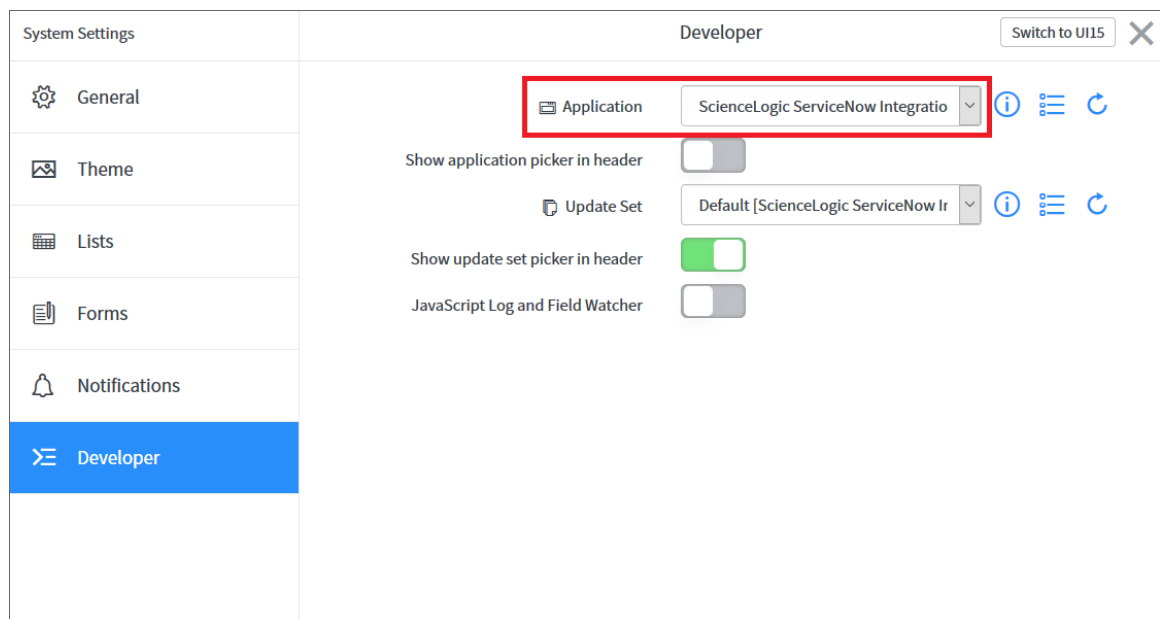 System Settings
Developer
Switch to UI15
General
Application
ScienceLogic ServiceNow Integratio
Show application picker in header
Theme
Update Set
Default [ScienceLogic ServiceNow Ir
Lists
Show update set picker in header
JavaScript Log and Field Watcher
Forms
Notifications
Developer